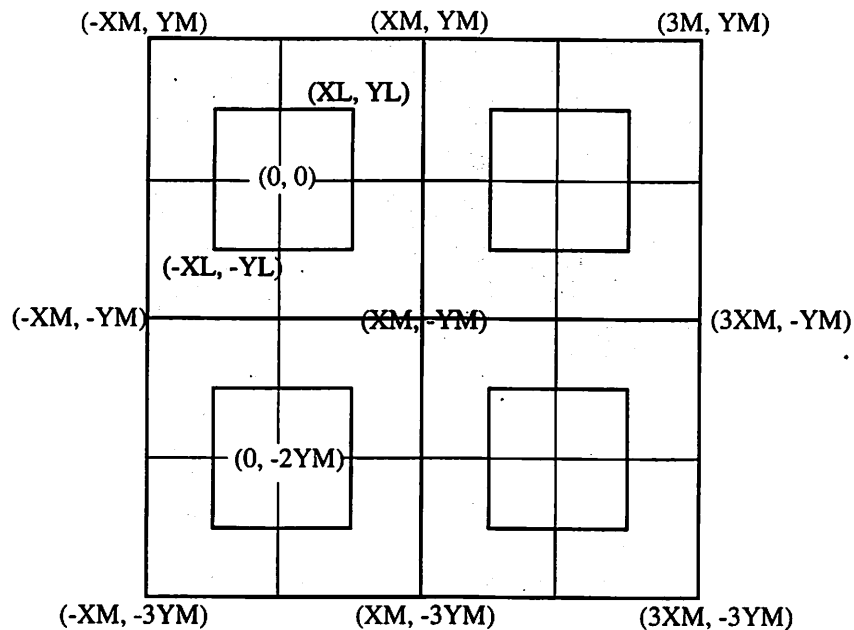 (-XM, YM) (XM, YM) (3M, YM)
(XL, YL)
(0, 0)
(-XL, -YL)
(-XM, -YM) (XM, -YM) (3XM, -YM)
(0, -2YM)
(-XM, -3YM) (XM, -3YM) (3XM, -3YM)